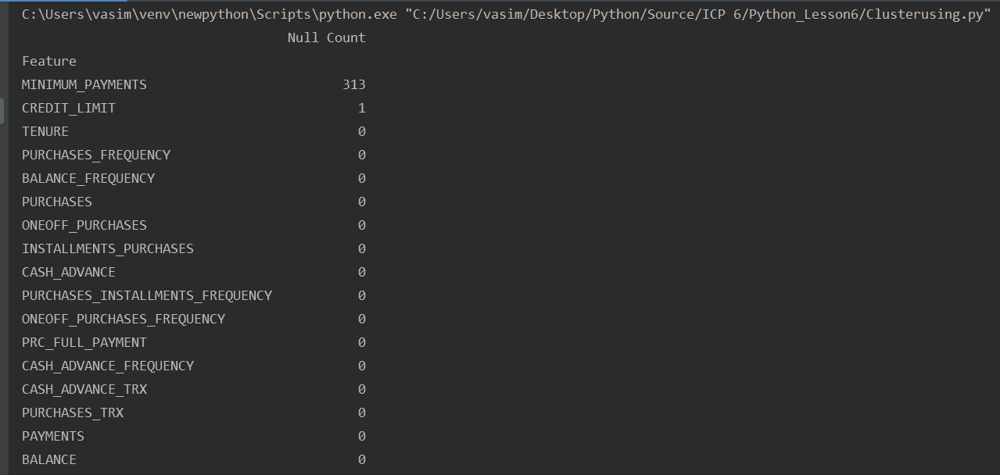 C:\Users\vasim\venv\newpython\Scripts\python.exe "C:/Users/vasim/Desktop/Python/Source/ICP 6/Python_Lesson6/Clusterusing.py"
Null Count
Feature
MINIMUM_PAYMENTS 313
CREDIT_LIMIT 1
TENURE 0
PURCHASES_FREQUENCY 0
BALANCE_FREQUENCY 0
PURCHASES 0
ONEOFF_PURCHASES 0
INSTALLMENTS_PURCHASES 0
CASH_ADVANCE 0
PURCHASES_INSTALLMENTS_FREQUENCY 0
ONEOFF_PURCHASES_FREQUENCY 0
PRC_FULL_PAYMENT 0
CASH_ADVANCE_FREQUENCY 0
CASH_ADVANCE_TRX 0
PURCHASES_TRX 0
PAYMENTS 0
BALANCE 0